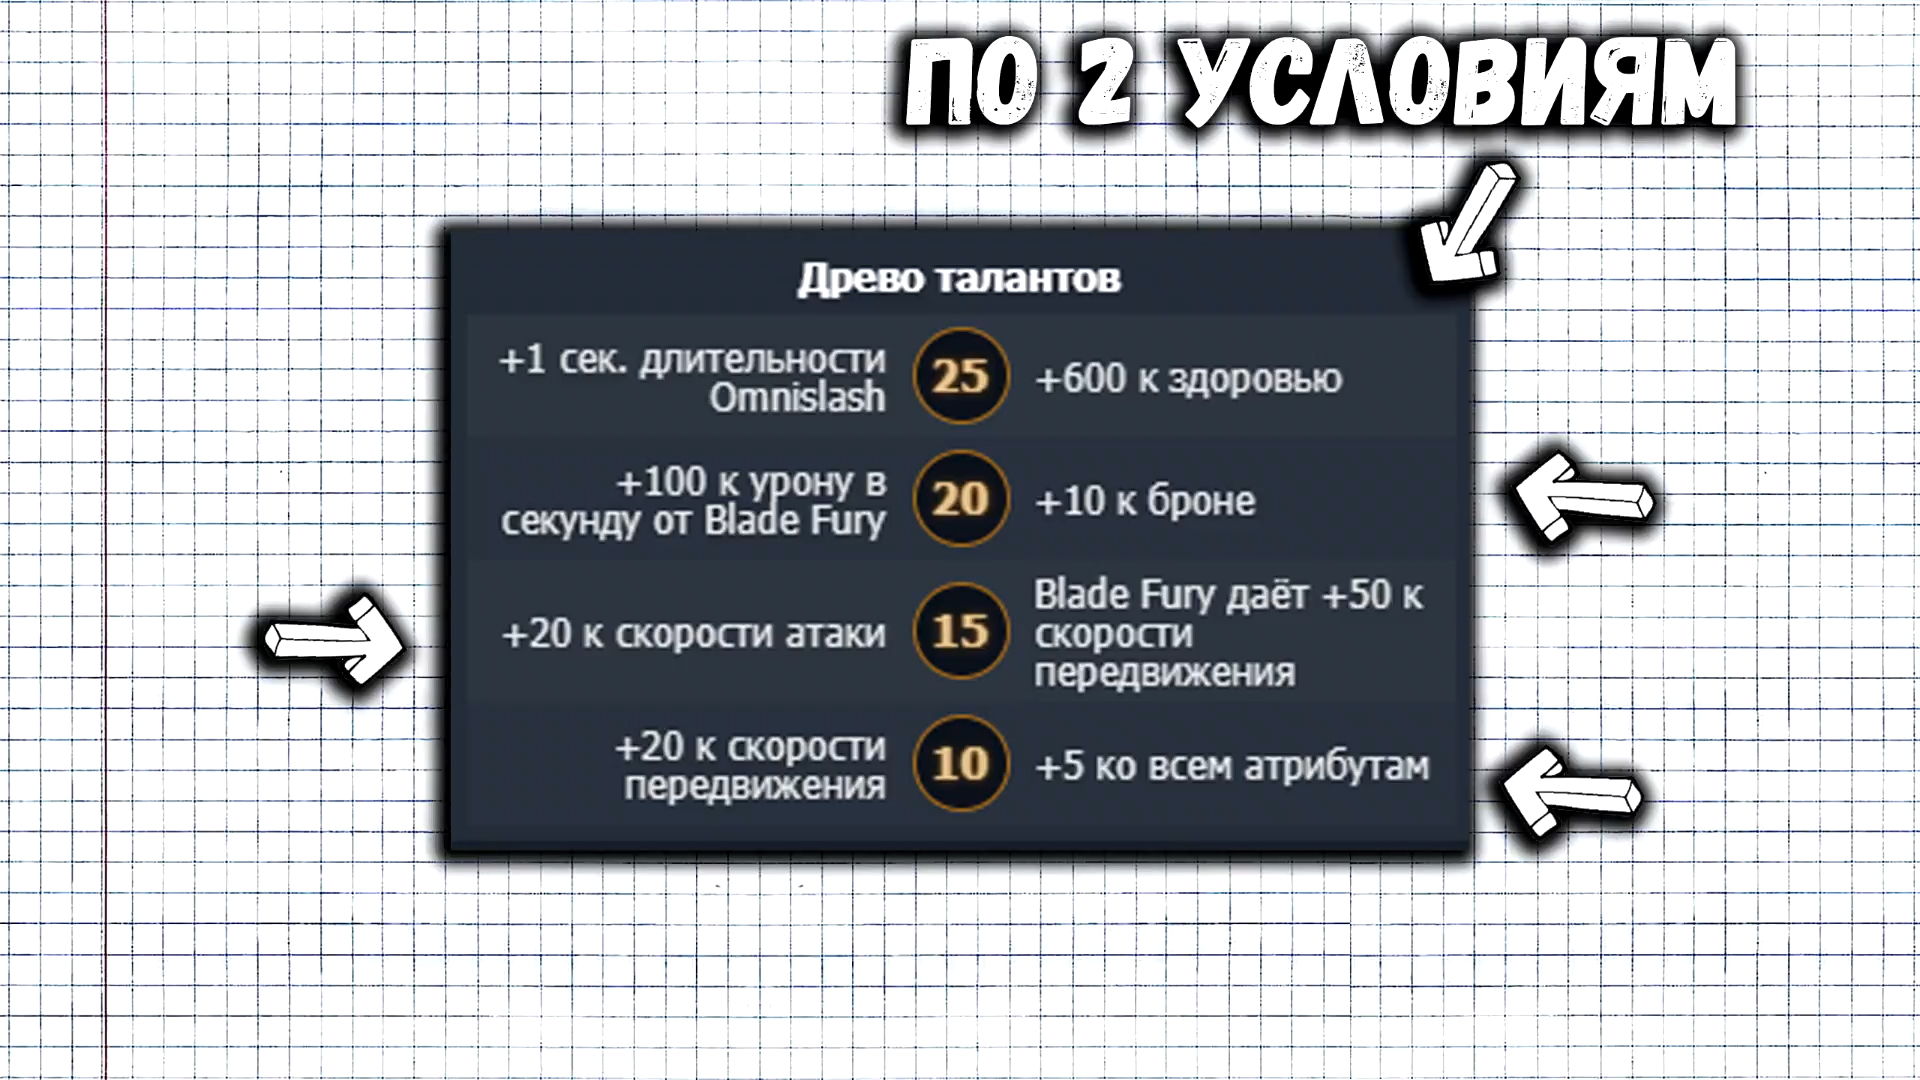 ПО 2 УСЛОВИЯМ
Древо талантов
+1 сек. длительности
Omnislash
25
+600 к здоровью
+100 к урону в
секунду от Blade Fury
20
+10 к броне
+20 к скорости атаки
15
Blade Fury даёт +50 к
скорости
передвижения
+20 к скорости
передвижения
10
+5 ко всем атрибутам